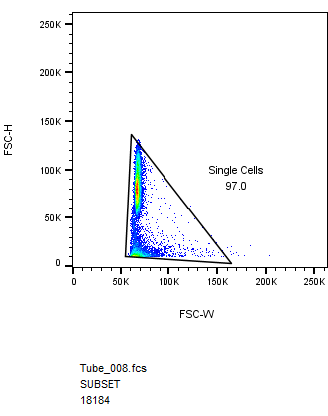 250K
200K
150K
100K
50K
0
FSC-H
Single Cells
97.0
0 50K 100K 150K 200K 250K
FSC-W
Tube_008.fcs
SUBSET
18184